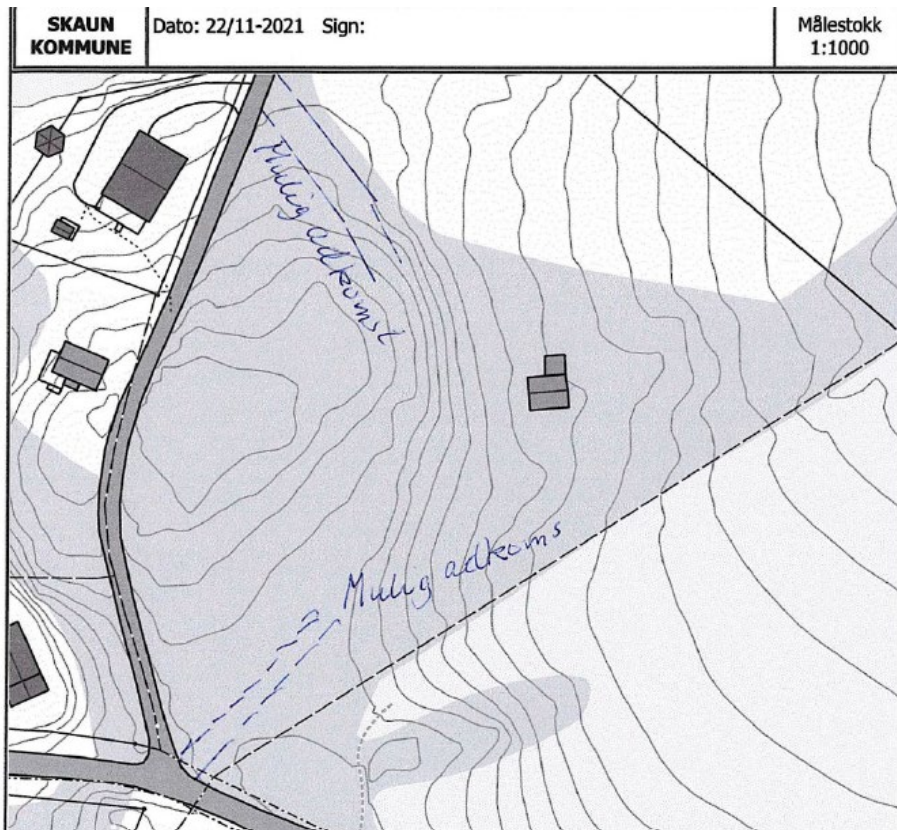 SKAUN
KOMMUNE
Dato: 22/11-2021 Sign:
Målestokk
1:1000
Mulig adkomst
Mulig adkoms